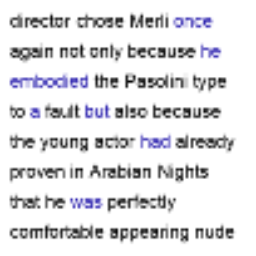 director chose Merli once
again not only because he
embodied the Pasolini type
to a fault but also because
the young actor had already
proven in Arabian Nights
that he was perfectly
comfortable appearing nude